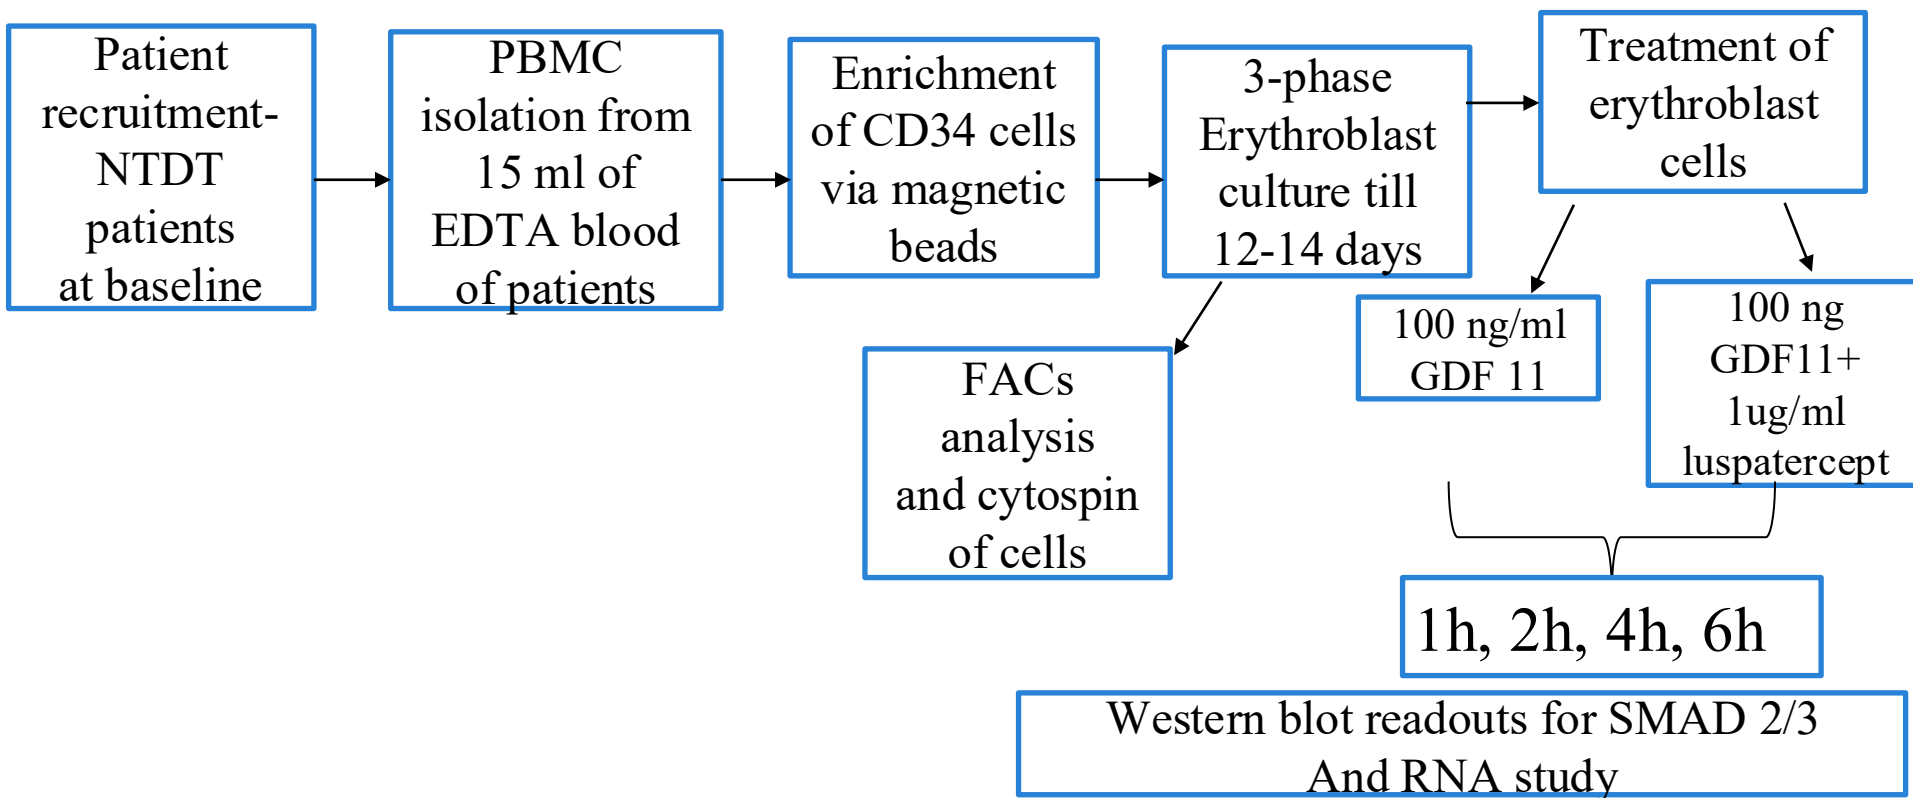 Patient
recruitment-
NTDT
patients
at baseline
PBMC
isolation from
15 ml of
EDTA blood
of patients
Enrichment
of CD34 cells
via magnetic
beads
3-phase
Erythroblast
culture till
12-14 days
Treatment of
erythroblast
cells
FACs
analysis
and cytospin
of cells
100 ng/ml
GDF 11
100 ng
GDF11+
1ug/ml
luspatercept
1h, 2h, 4h, 6h
Western blot readouts for SMAD 2/3
And RNA study